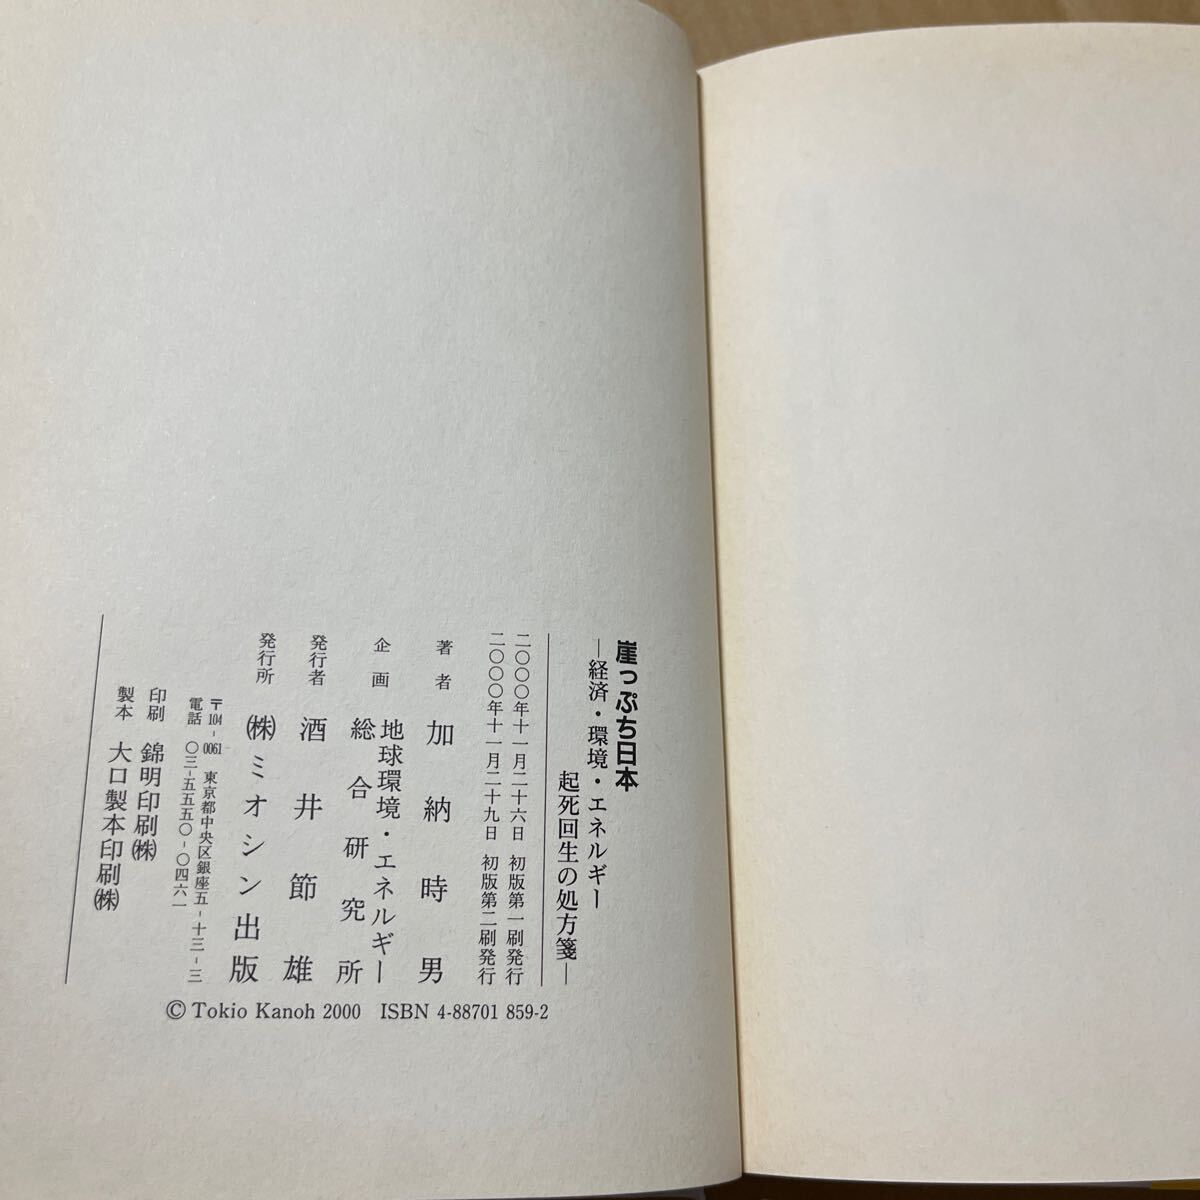 崖っぷち日本
―経済・環境・エネルギー
起死回生の処方箋―
二〇〇〇年十一月二十六日 初版第一刷発行
二〇〇〇年十一月二十九日 初版第二刷発行
著者 加納時男
企画 地球環境・エネルギー
総合研究所
発行者 酒井節雄
発行所 ㈱ミオシン出版
〒104-0061 東京都中央区銀座五-十三-三
電話 〇三-五五五〇-〇四六一
印刷 錦明印刷㈱
製本 大口製本印刷㈱
© Tokio Kanoh 2000 ISBN 4-88701 859-2